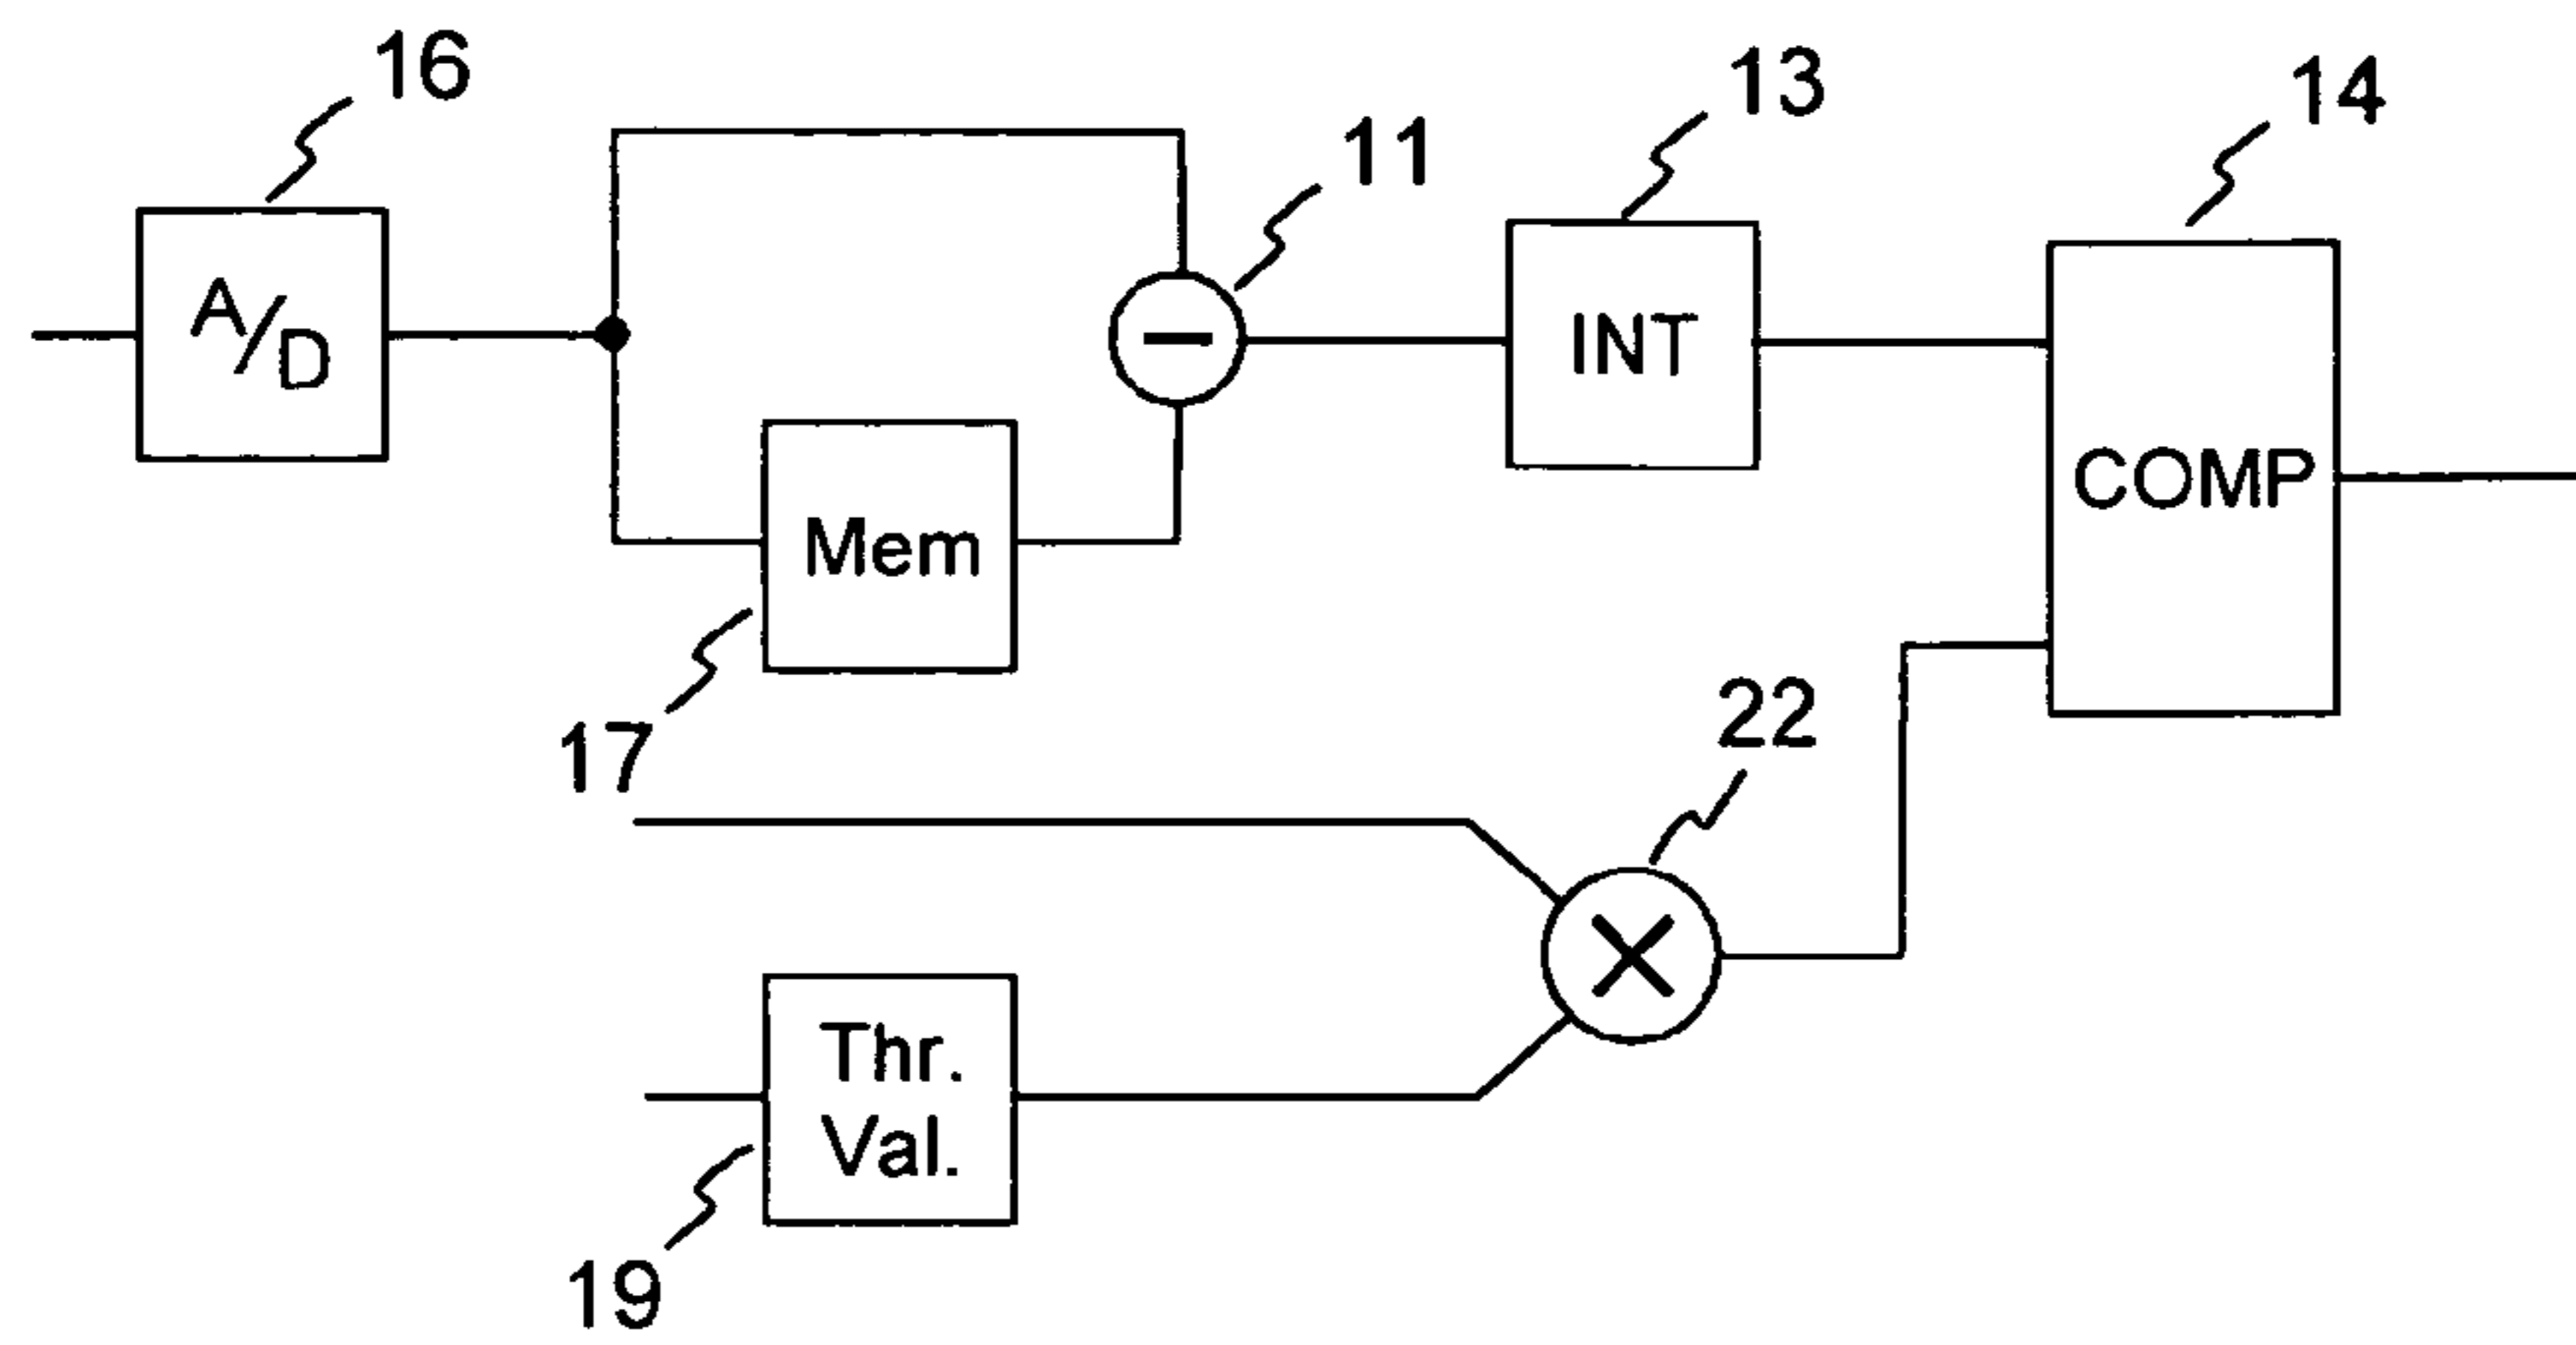 16
13
14
11
A/D
INT
COMP
Mem
17
22
Thr.
Val.
19